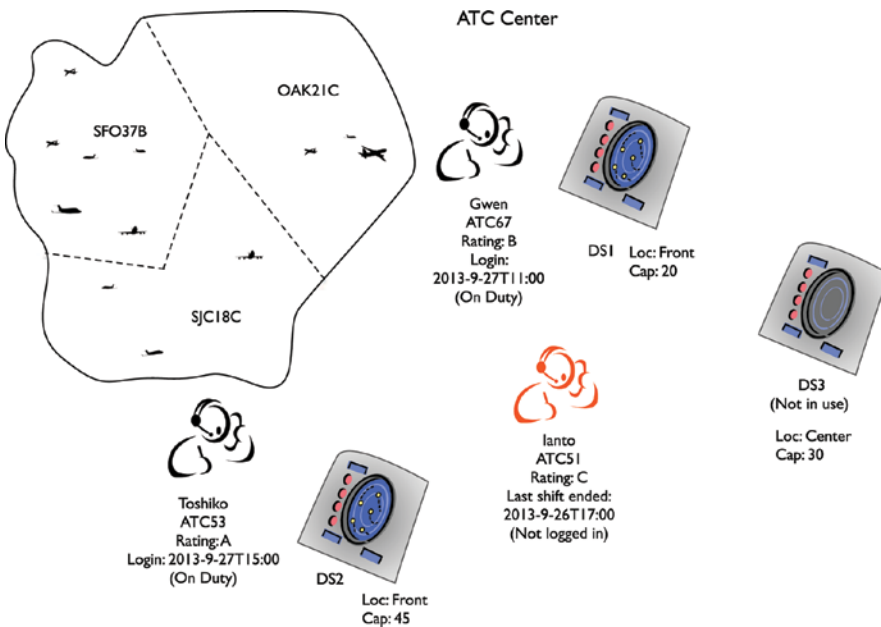 ATC Center
OAK21C
SFO37B
SJC18C
Gwen
ATC67
Rating: B
Login:
2013-9-27T11:00
(On Duty)
DS1
Loc: Front
Cap: 20
DS3
(Not in use)
Loc: Center
Cap: 30
Ianto
ATC51
Rating: C
Last shift ended:
2013-9-26T17:00
(Not logged in)
Toshiko
ATC53
Rating: A
Login: 2013-9-27T15:00
(On Duty)
DS2
Loc: Front
Cap: 45